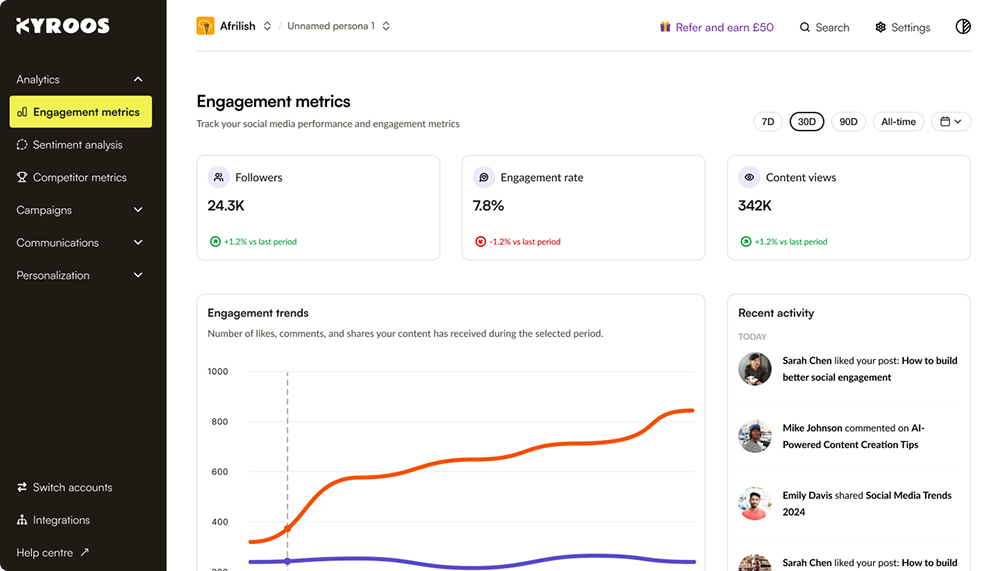 KYROOS
Afrilish / Unnamed persona 1
Refer and earn £50
Search
Settings
Analytics
Engagement metrics
Sentiment analysis
Competitor metrics
Campaigns
Communications
Personalization
Switch accounts
Integrations
Help centre
Engagement metrics
Track your social media performance and engagement metrics
7D
30D
90D
All-time
Followers
24.3K
+1.2% vs last period
Engagement rate
7.8%
-1.2% vs last period
Content views
342K
+1.2% vs last period
Engagement trends
Number of likes, comments, and shares your content has received during the selected period.
1000
800
600
400
200
Recent activity
TODAY
Sarah Chen liked your post: How to build
better social engagement
Mike Johnson commented on AI-
Powered Content Creation Tips
Emily Davis shared Social Media Trends
2024
Sarah Chen liked your post: How to build